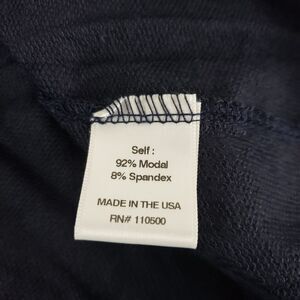 Self :
92% Modal
8% Spandex
MADE IN THE USA
RN# 110500